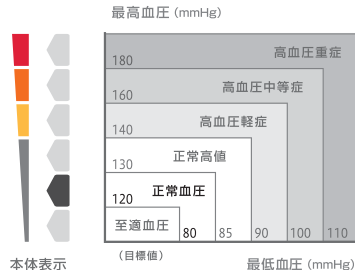 最高血圧 (mmHg)
高血圧重症
180
高血圧中等症
160
高血圧軽症
140
正常高値
130
正常血圧
120
至適血圧
80
85
90
100
110
(目標値)
本体表示
最低血圧 (mmHg)